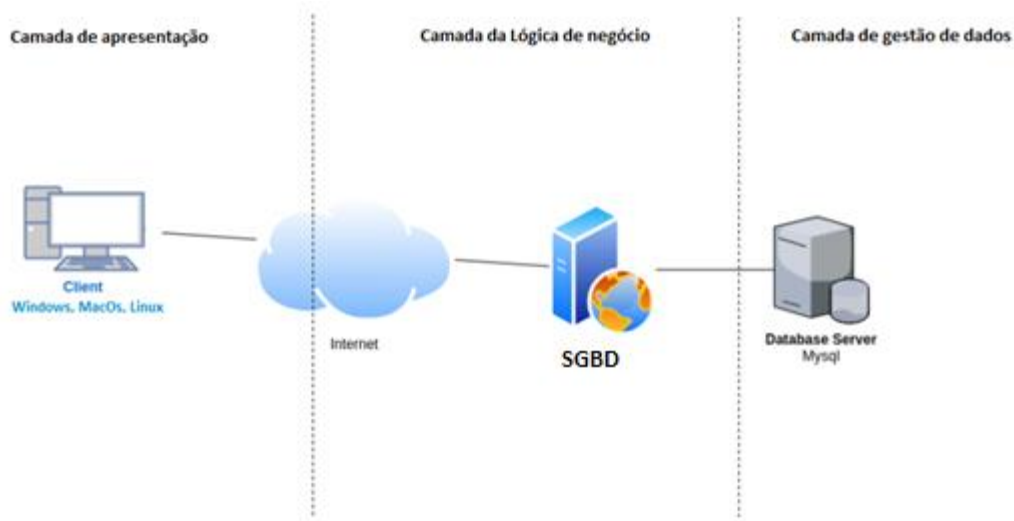 Camada de apresentação
Camada da Lógica de negócio
Camada de gestão de dados
Client
Windows, MacOs, Linux
Internet
SGBD
Database Server
Mysql